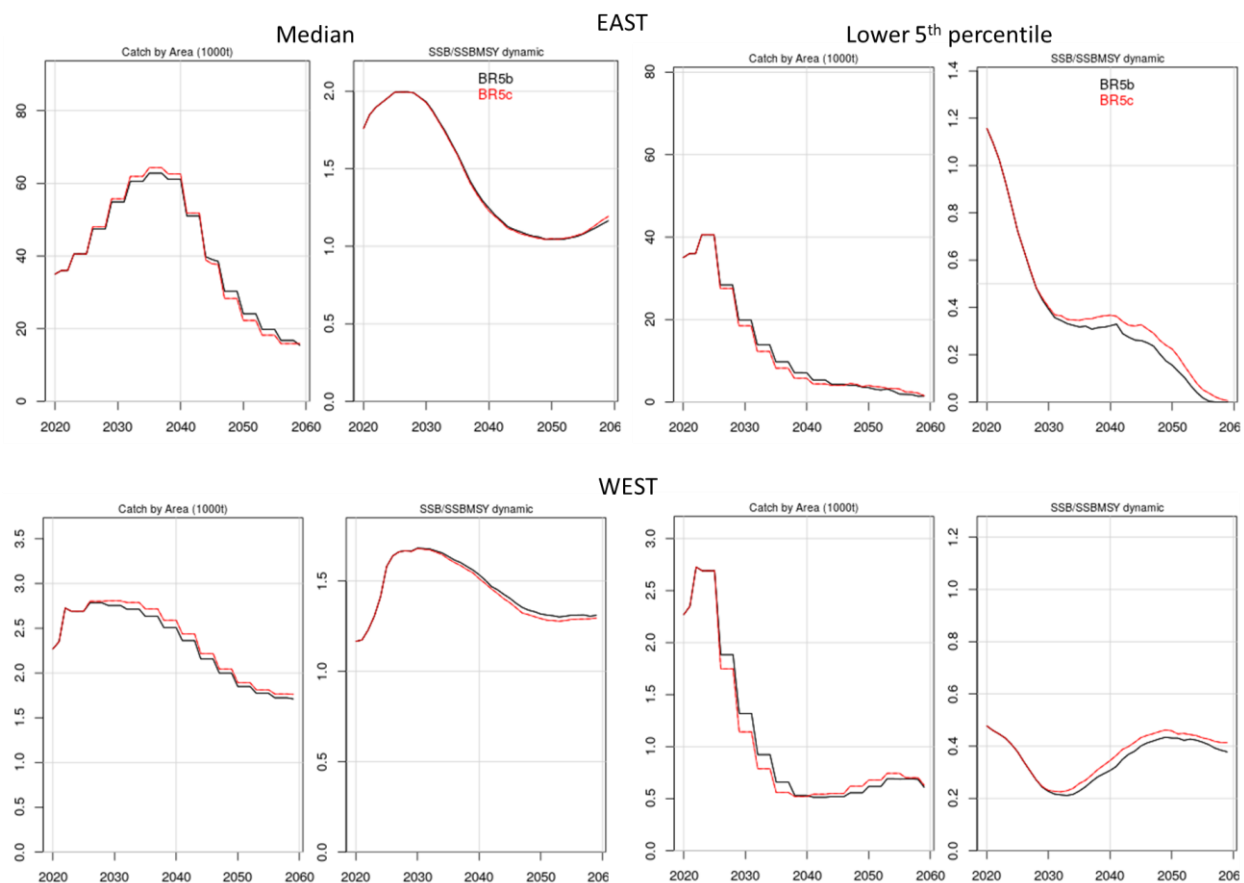 EAST
Median
Lower 5th percentile
Catch by Area (1000t)
SSB/SSBMSY dynamic
Catch by Area (1000t)
SSB/SSBMSY dynamic
BR5b
BR5c
BR5b
BR5c
0 20 40 60 80
0.0 0.5 1.0 1.5 2.0
0 20 40 60 80
0.0 0.2 0.4 0.6 0.8 1.0 1.2 1.4
2020 2030 2040 2050 2060
2020 2030 2040 2050 206
2020 2030 2040 2050 2060
2020 2030 2040 2050 206
WEST
Catch by Area (1000t)
SSB/SSBMSY dynamic
Catch by Area (1000t)
SSB/SSBMSY dynamic
0.0 0.5 1.0 1.5 2.0 2.5 3.0 3.5
0.0 0.5 1.0 1.5
0.0 0.5 1.0 1.5 2.0 2.5 3.0
0.0 0.2 0.4 0.6 0.8 1.0 1.2
2020 2030 2040 2050 2060
2020 2030 2040 2050 206
2020 2030 2040 2050 2060
2020 2030 2040 2050 206